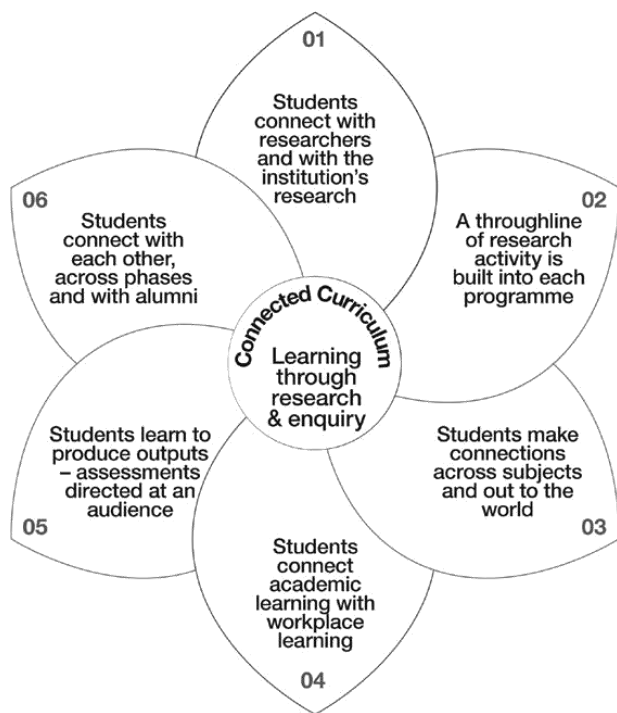 01
Students
connect with
researchers
and with the
institution's
research
02
A throughline
of research
activity is
built into each
programme
Students make
connections
across subjects
and out to the
world
03
Students
connect
academic
learning with
workplace
learning
04
Students learn to
produce outputs
– assessments
directed at an
audience
05
06
Students
connect with
each other,
across phases
and with alumni
Connected Curriculum
Learning
through
research
& enquiry